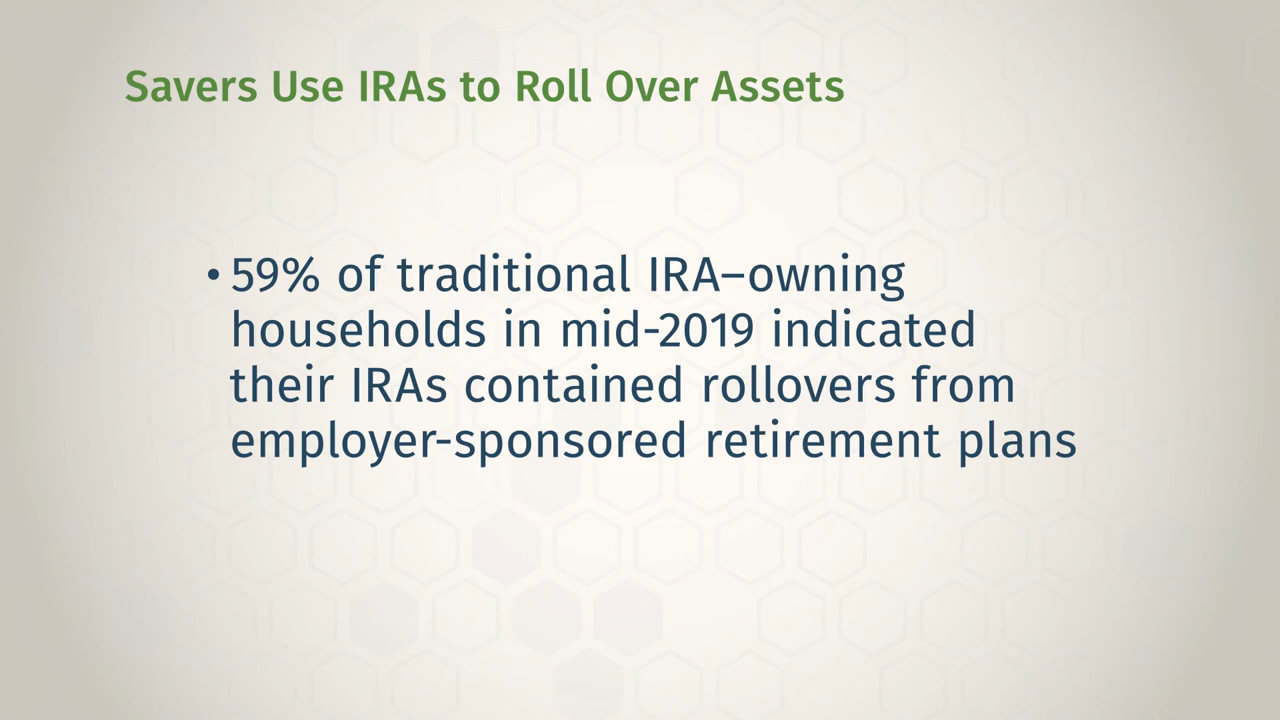 Savers Use IRAs to Roll Over Assets
• 59% of traditional IRA–owning
households in mid-2019 indicated
their IRAs contained rollovers from
employer-sponsored retirement plans